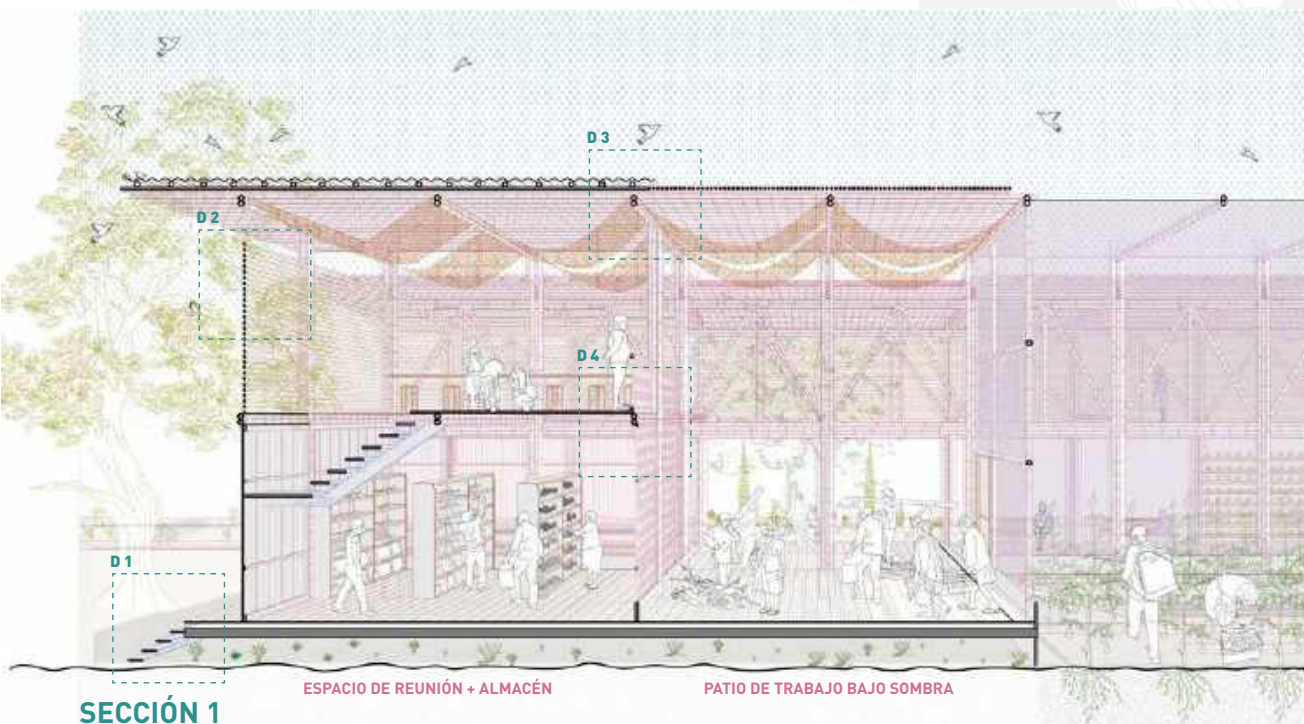 D 3
D 2
D 4
D 1
ESPACIO DE REUNIÓN + ALMACÉN
PATIO DE TRABAJO BAJO SOMBRA
SECCIÓN 1